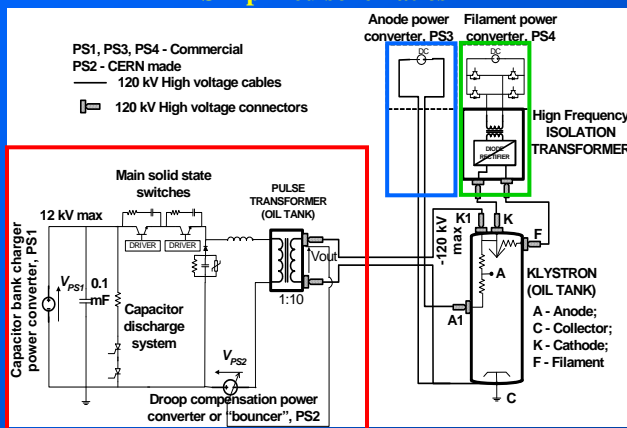 Anode power
converter, PS3
Filament power
converter, PS4
PS1, PS3, PS4 - Commercial
PS2 - CERN made
120 kV High voltage cables
120 kV High voltage connectors
DC
DC
High Frequency
ISOLATION
TRANSFORMER
DIODE
RECTIFIER
Main solid state
switches
PULSE
TRANSFORMER
(OIL TANK)
12 kV max
DRIVER
DRIVER
Capacitor bank charger
power converter, PS1
VPS1
0.1
mF
Capacitor
discharge
system
Vout
1:10
-120 kV
max
K1
K
F
A
A1
C
KLYSTRON
(OIL TANK)
A - Anode;
C - Collector;
K - Cathode;
F - Filament
VPS2
Droop compensation power
converter or "bouncer", PS2